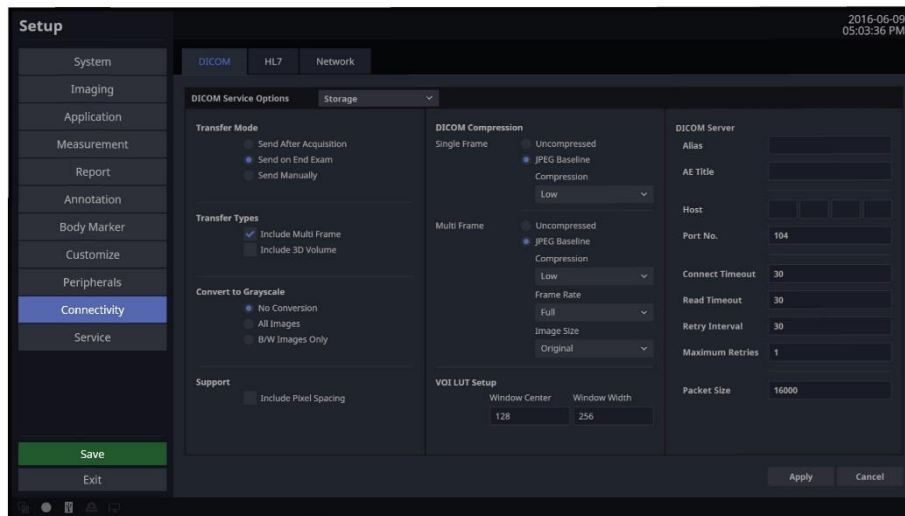 Setup
2016-06-09
05:03:36 PM
System
Imaging
Application
Measurement
Report
Annotation
Body Marker
Customize
Peripherals
Connectivity
Service
Save
Exit
DICOM HL7 Network
DICOM Service Options Storage
Transfer Mode
Send After Acquisition
Send on End Exam
Send Manually
Transfer Types
Include Multi Frame
Include 3D Volume
Convert to Grayscale
No Conversion
All Images
B/W Images Only
Support
Include Pixel Spacing
DICOM Compression
Single Frame Uncompressed
JPEG Baseline
Compression
Low
Multi Frame Uncompressed
JPEG Baseline
Compression
Low
Frame Rate
Full
Image Size
Original
VOI LUT Setup
Window Center Window Width
128 256
DICOM Server
Alias
AE Title
Host
Port No. 104
Connect Timeout 30
Read Timeout 30
Retry Interval 30
Maximum Retries 1
Packet Size 16000
Apply Cancel